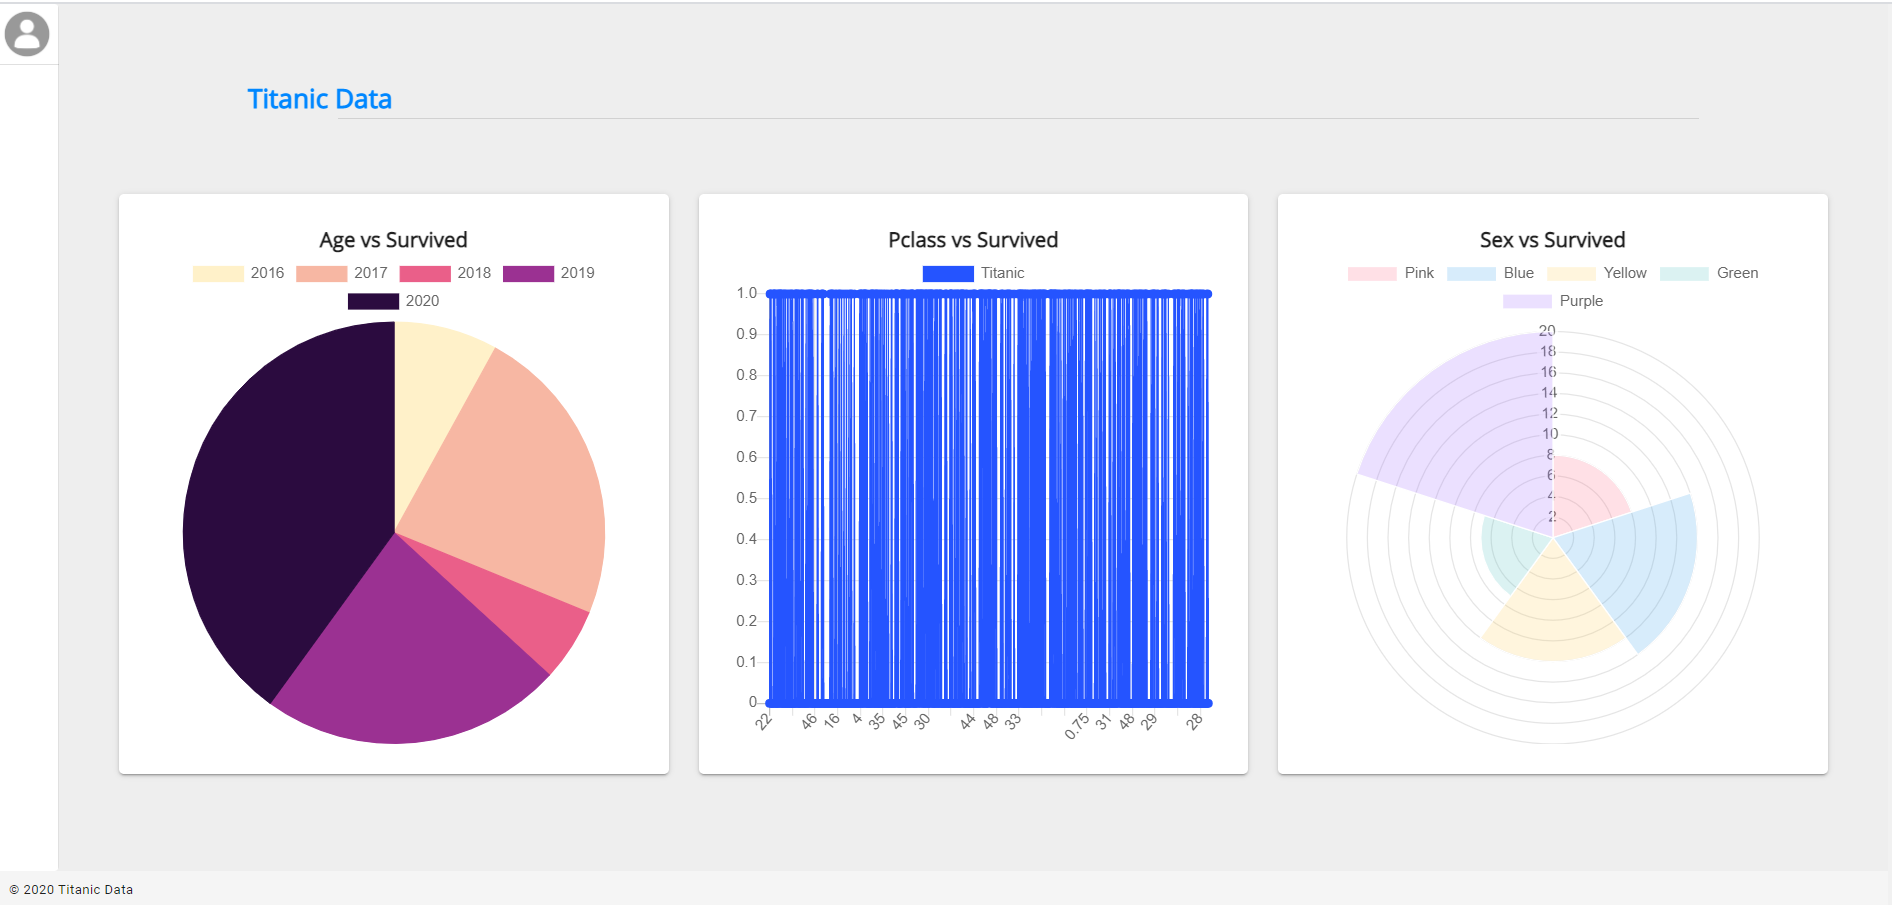 Titanic Data
Age vs Survived
2016 2017 2018 2019
2020
Pclass vs Survived
Titanic
1.0
0.9
0.8
0.7
0.6
0.5
0.4
0.3
0.2
0.1
0
22 46 16 4 35 45 30 44 48 33 0.75 31 48 29 28
Sex vs Survived
Pink Blue Yellow Green
Purple
20
18
16
14
12
10
8
6
4
2
© 2020 Titanic Data